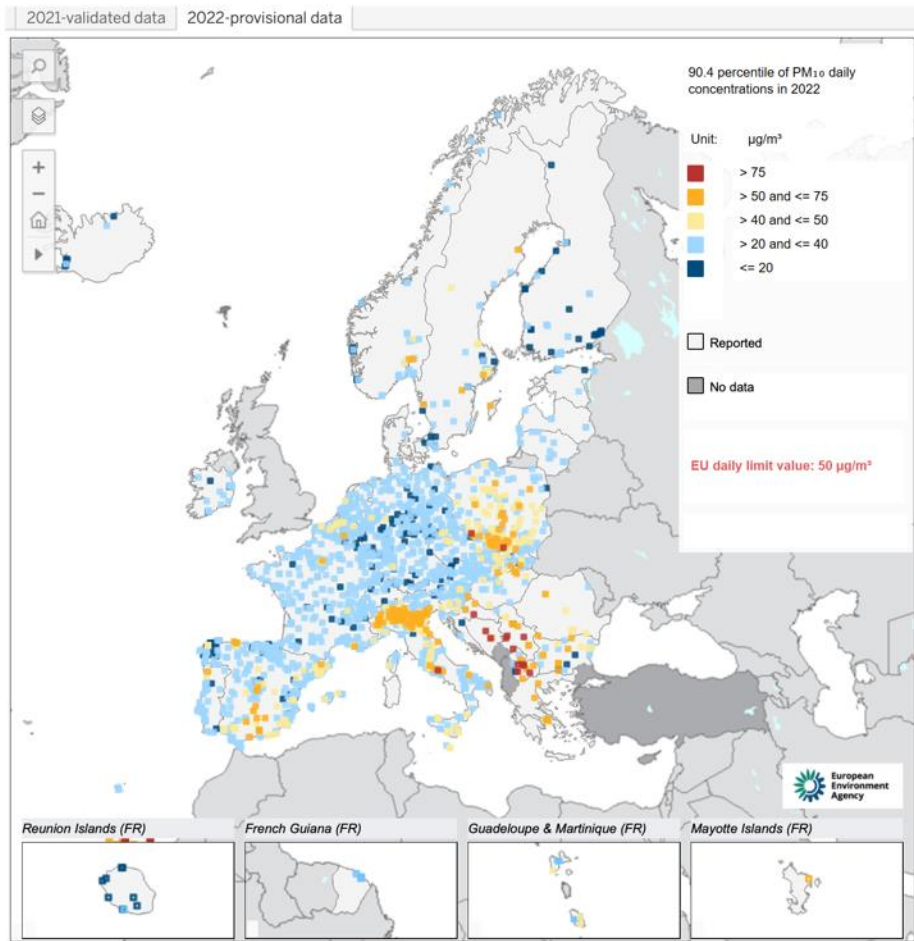 2021-validated data
2022-provisional data
90.4 percentile of PM₁₀ daily
concentrations in 2022
Unit: µg/m³
> 75
> 50 and <= 75
> 40 and <= 50
> 20 and <= 40
<= 20
Reported
No data
EU daily limit value: 50 µg/m³
European
Environment
Agency
Reunion Islands (FR)
French Guiana (FR)
Guadeloupe & Martinique (FR)
Mayotte Islands (FR)